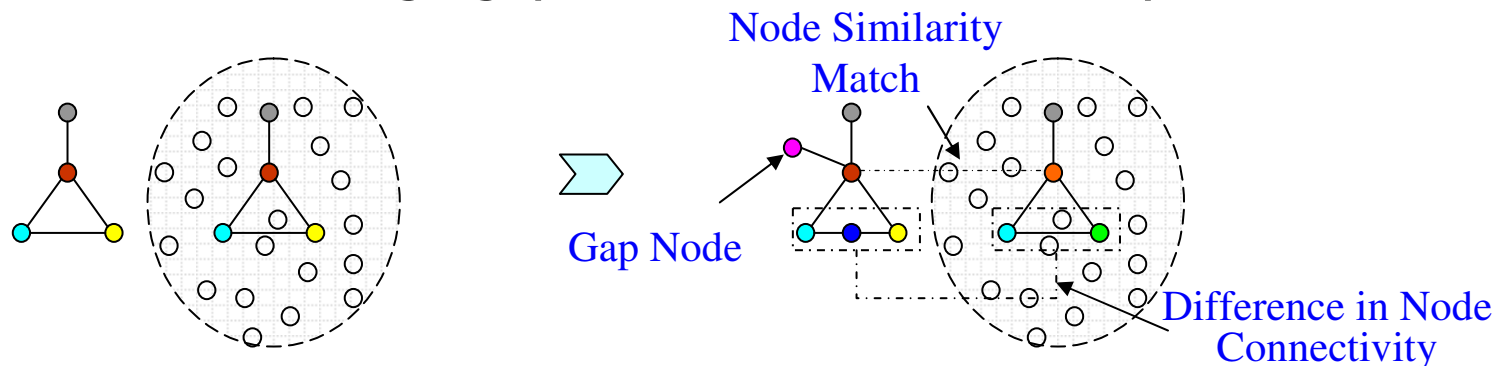 Node Similarity
Match
Gap Node
Difference in Node
Connectivity